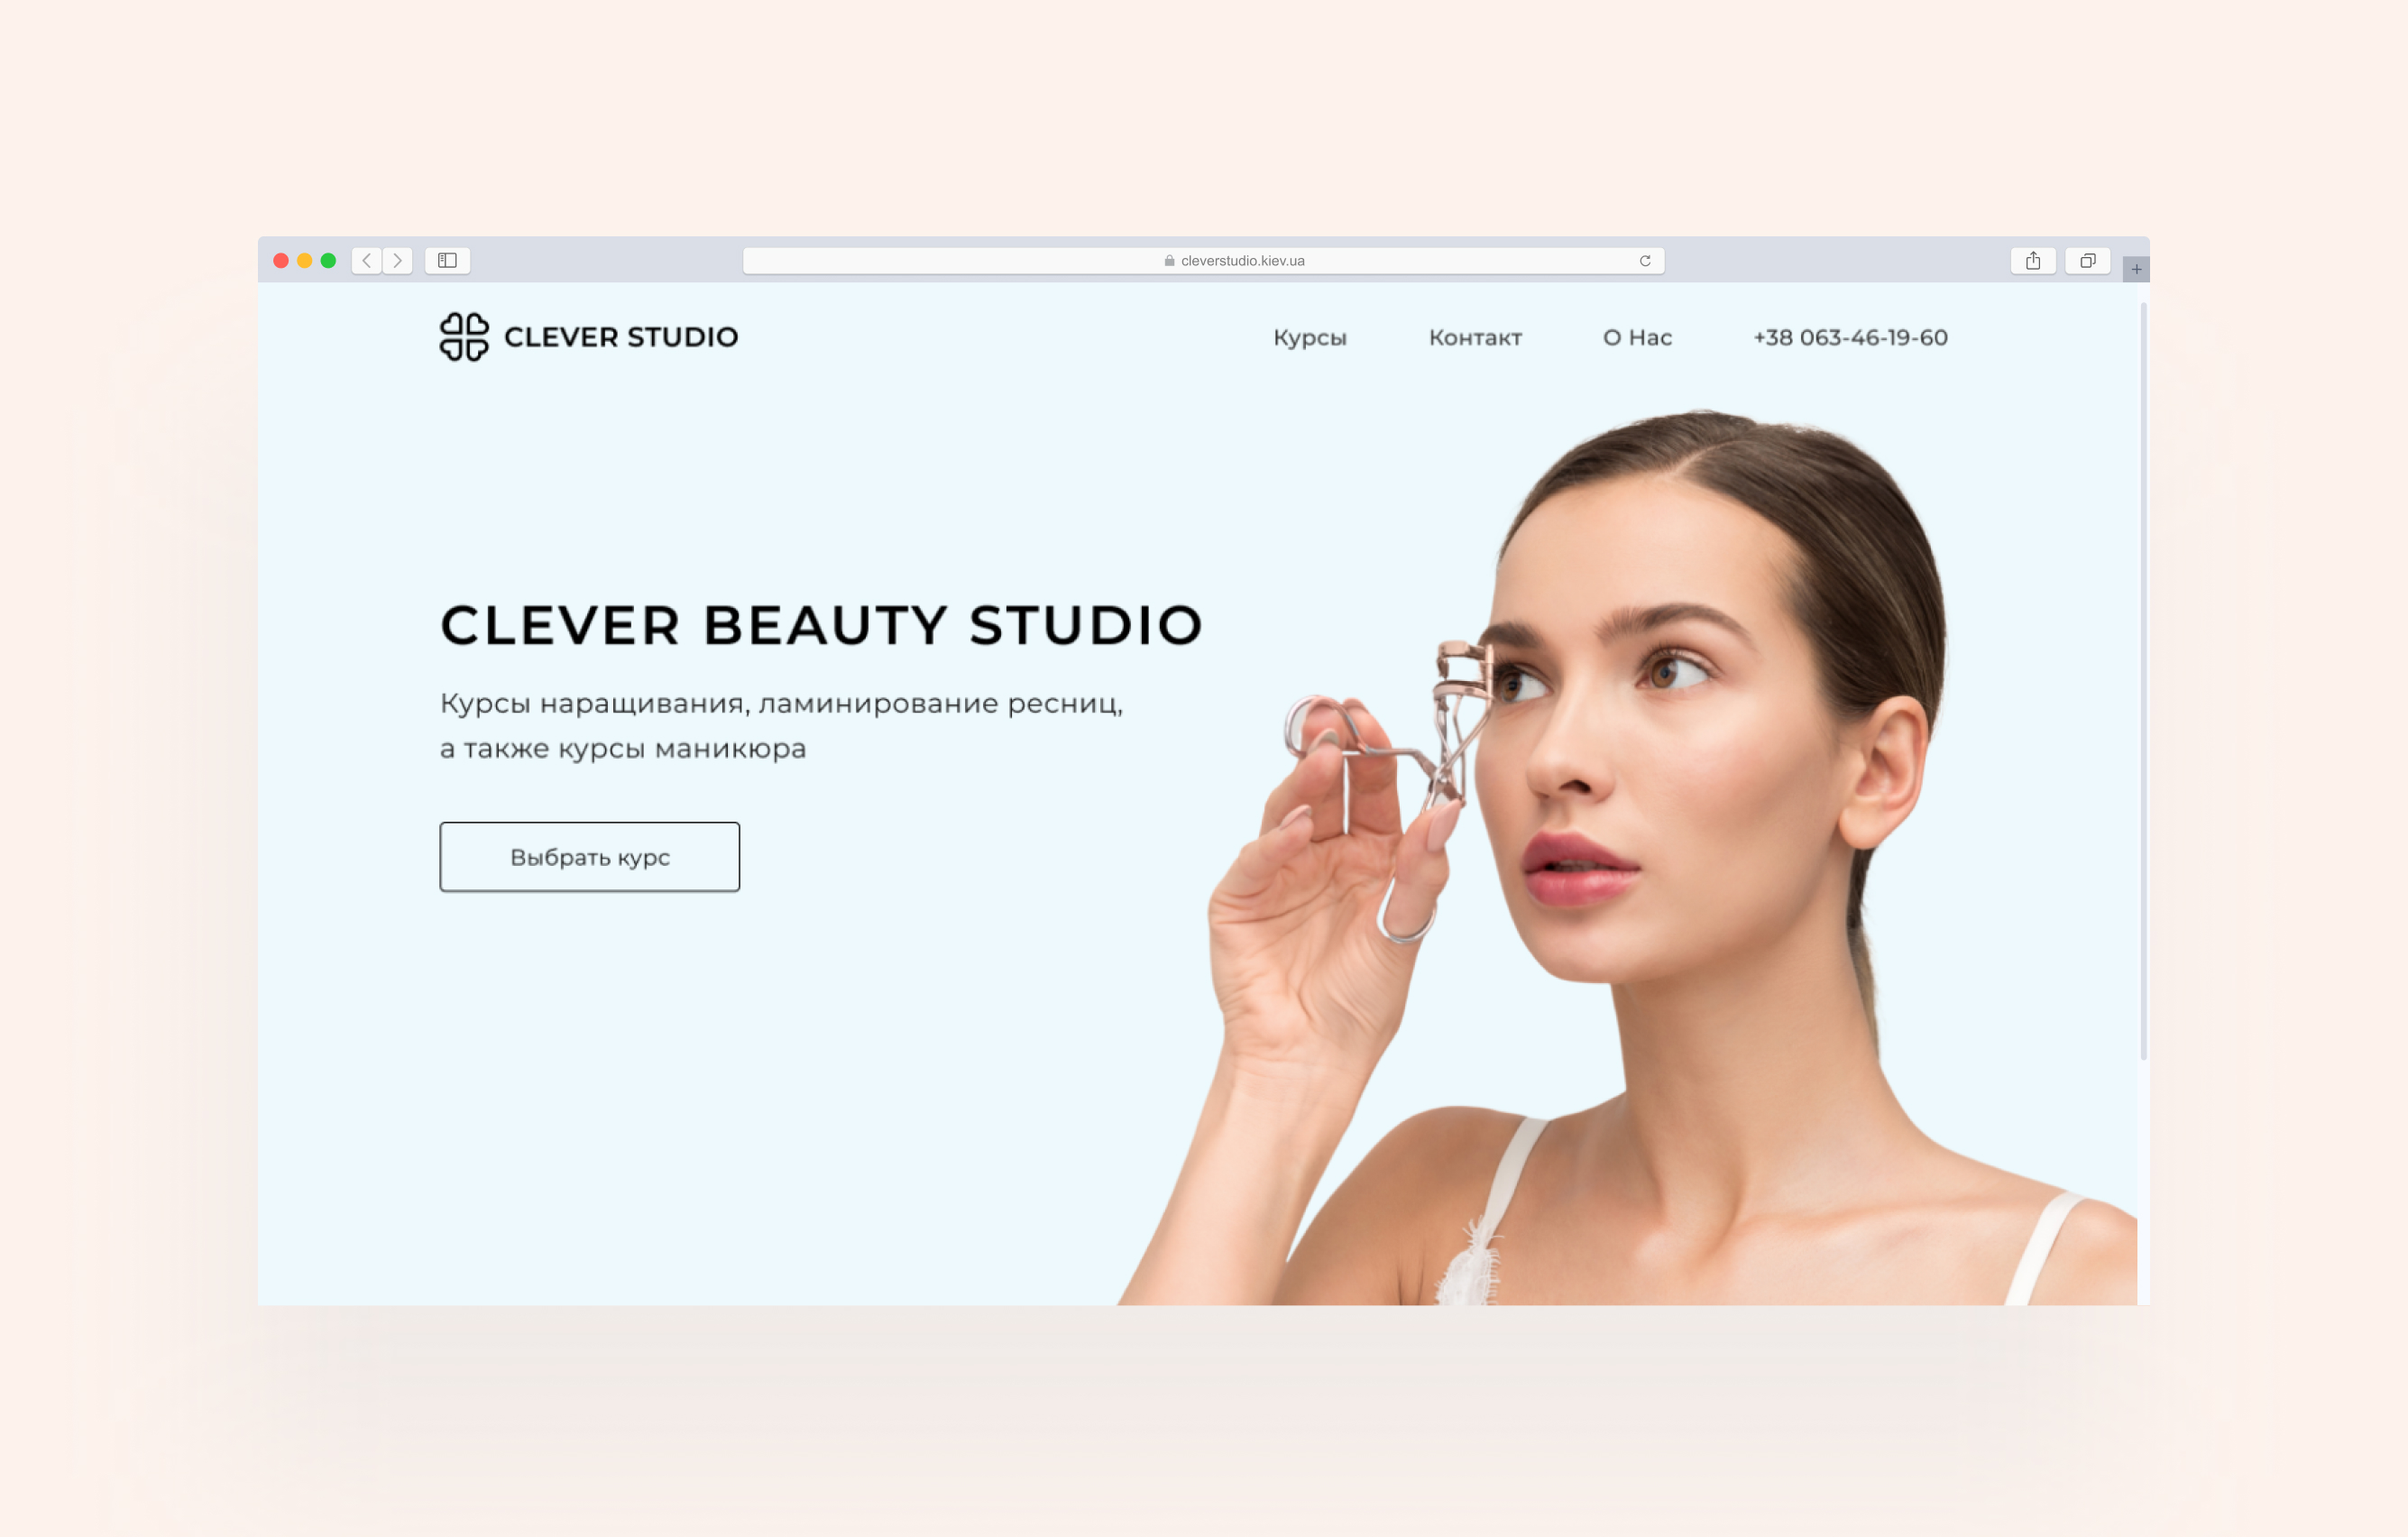 cleverstudio.kiev.ua
CLEVER STUDIO
Курсы
Контакт
О Нас
+38 063-46-19-60
CLEVER BEAUTY STUDIO
Курсы наращивания, ламинирование ресниц,
а также курсы маникюра
Выбрать курс